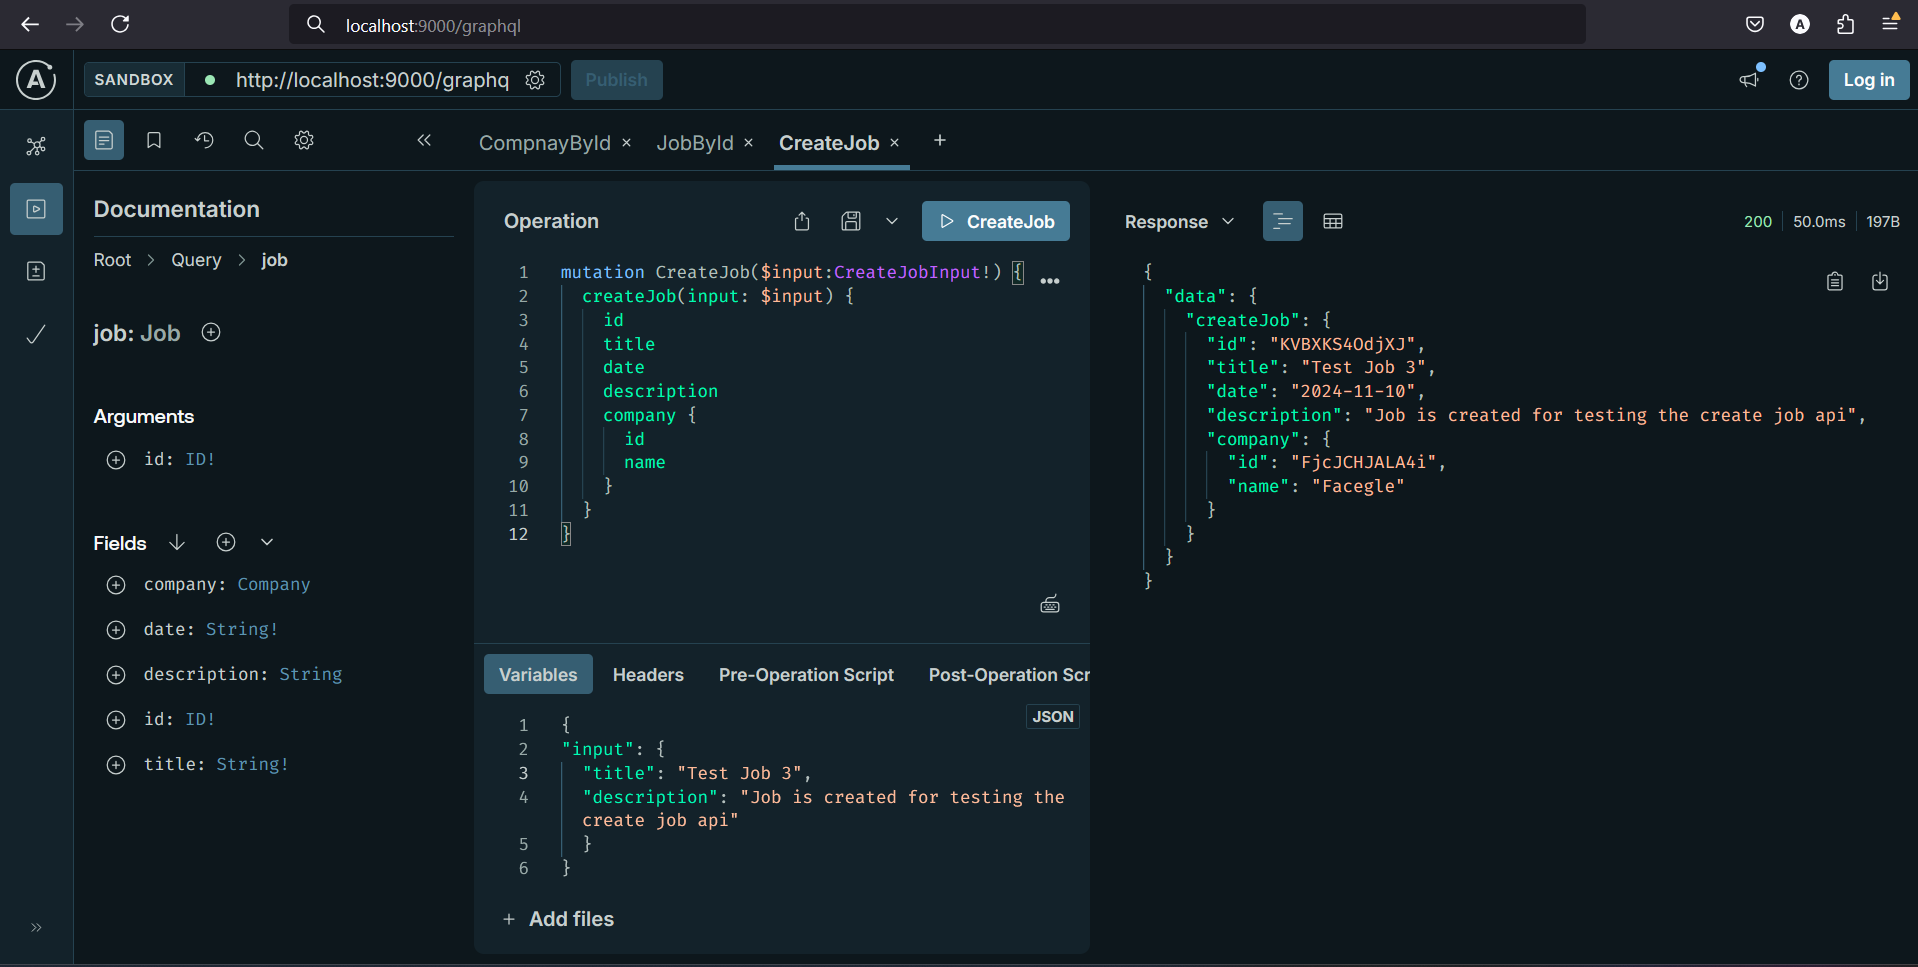 localhost:9000/graphql
SANDBOX http://localhost:9000/graphq Publish Log in
CompnayById × JobById × CreateJob × +
Documentation
Root > Query > job
job: Job
Arguments
id: ID!
Fields
company: Company
date: String!
description: String
id: ID!
title: String!
Operation CreateJob
1 mutation CreateJob($input:CreateJobInput!) {
2 createJob(input: $input) {
3 id
4 title
5 date
6 description
7 company {
8 id
9 name
10 }
11 }
12 }
Variables Headers Pre-Operation Script Post-Operation Scr
JSON
1 {
2 "input": {
3 "title": "Test Job 3",
4 "description": "Job is created for testing the
create job api"
5 }
6 }
+ Add files
Response 200 50.0ms 197B
{
"data": {
"createJob": {
"id": "KVBXKS4OdjXJ",
"title": "Test Job 3",
"date": "2024-11-10",
"description": "Job is created for testing the create job api",
"company": {
"id": "FjcJCHJALA4i",
"name": "Facegle"
}
}
}
}